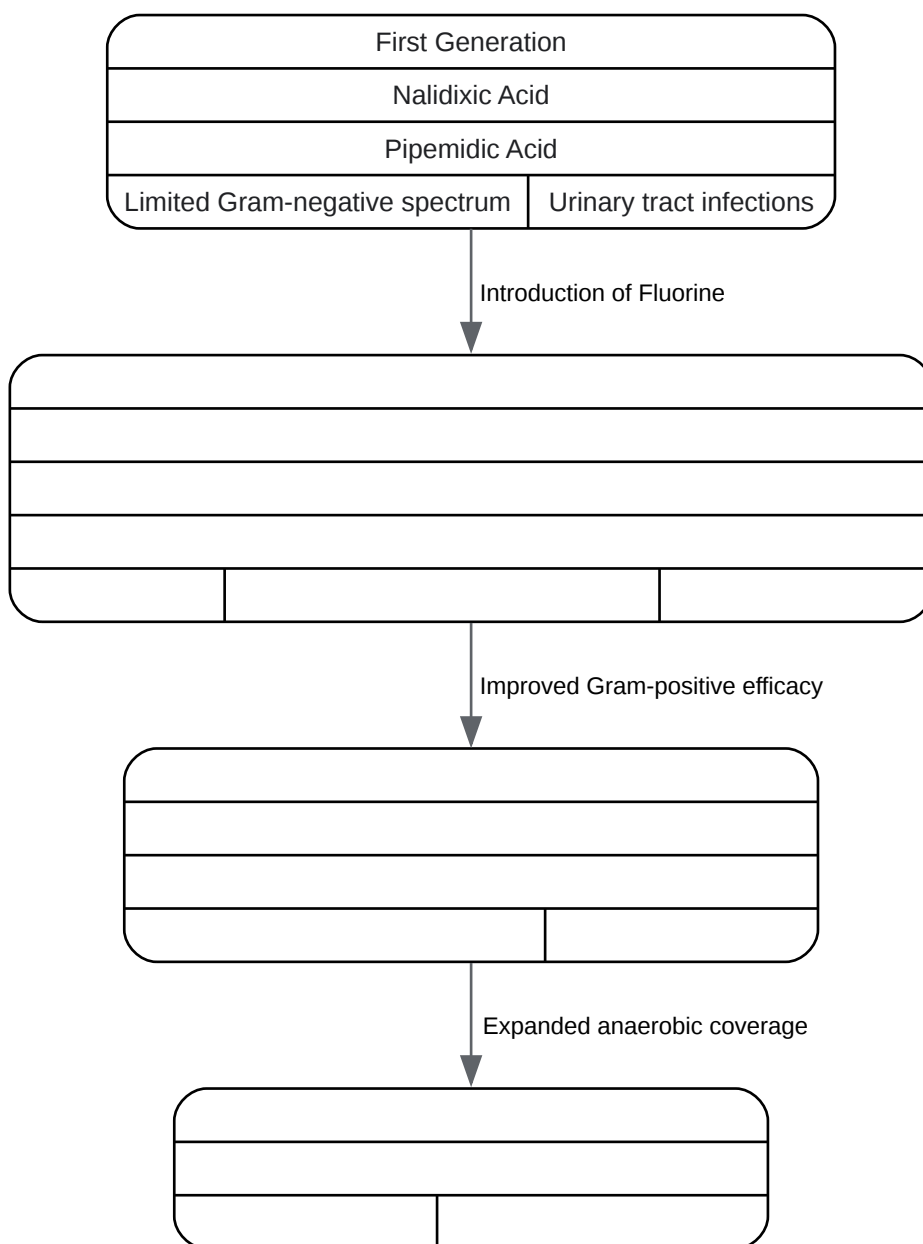 First Generation
Nalidixic Acid
Pipemidic Acid
Limited Gram-negative spectrum
Urinary tract infections
Introduction of Fluorine
Improved Gram-positive efficacy
Expanded anaerobic coverage